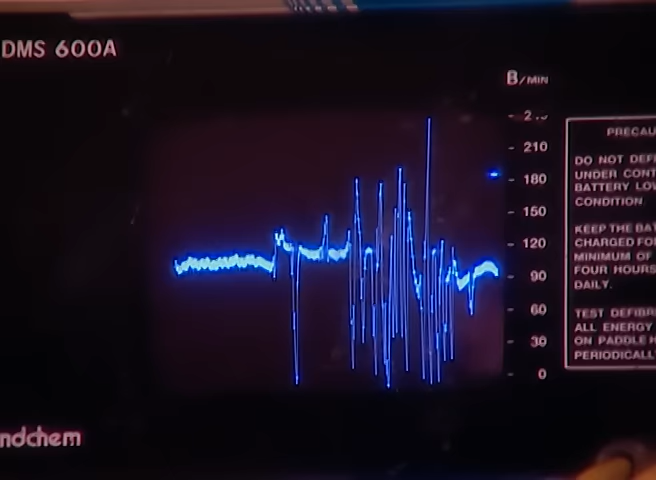 DMS 600A
B/MIN
210
180
150
120
90
60
30
0
PRECAU
DO NOT DEFI
UNDER CONT
BATTERY LOW
CONDITION.
KEEP THE BAT
CHARGED FOR
MINIMUM OF
FOUR HOURS
DAILY.
TEST DEFIBR
ALL ENERGY
ON PADDLE H
PERIODICALLY
ndchem